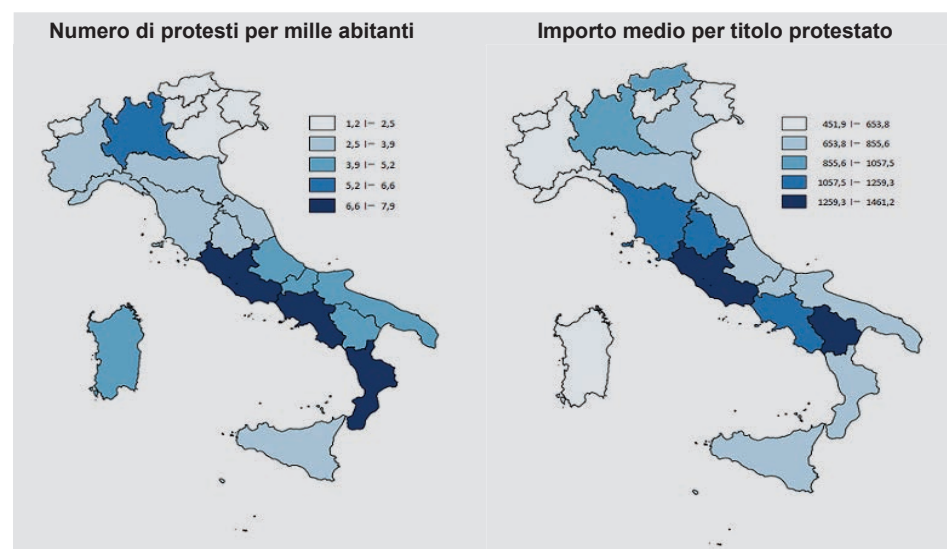 Numero di protesti per mille abitanti
1,2 I— 2,5
2,5 I— 3,9
3,9 I— 5,2
5,2 I— 6,6
6,6 I— 7,9
Importo medio per titolo protestato
451,9 I— 653,8
653,8 I— 855,6
855,6 I— 1057,5
1057,5 I— 1259,3
1259,3 I— 1461,2